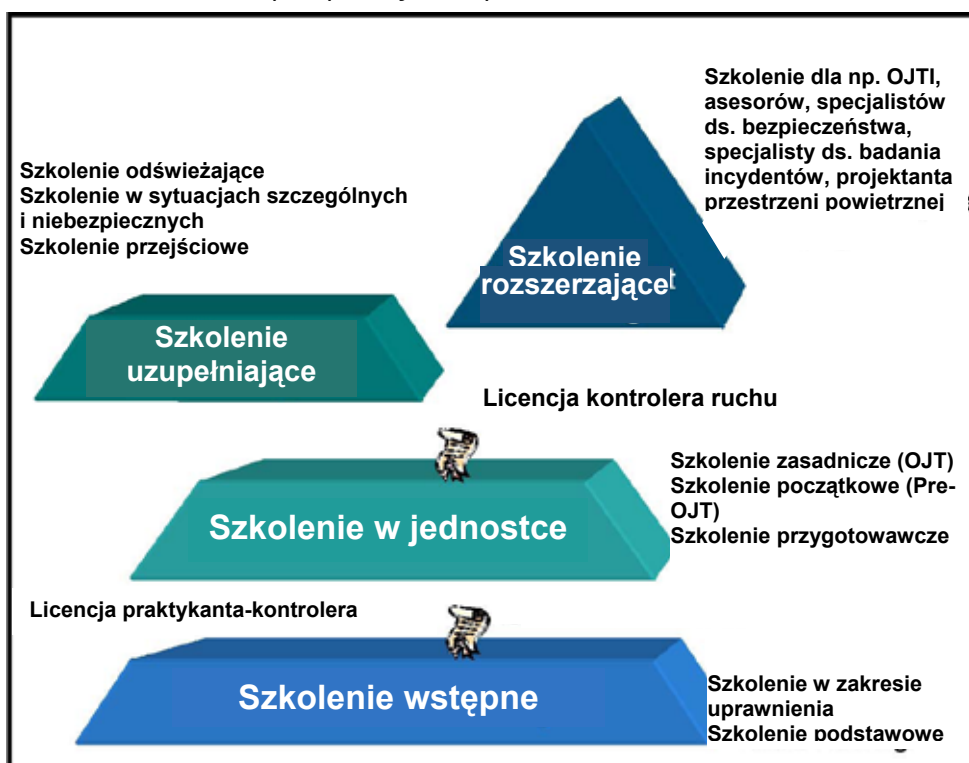 Szkolenie dla np. OJTI,
asesorów, specjalistów
ds. bezpieczeństwa,
specjalisty ds. badania
incydentów, projektanta
przestrzeni powietrznej
Szkolenie odświeżające
Szkolenie w sytuacjach szczególnych
i niebezpiecznych
Szkolenie przejściowe
Szkolenie
rozszerzające
Szkolenie
uzupełniające
Licencja kontrolera ruchu
Szkolenie w jednostce
Szkolenie zasadnicze (OJT)
Szkolenie początkowe (Pre-
OJT)
Szkolenie przygotowawcze
Licencja praktykanta-kontrolera
Szkolenie wstępne
Szkolenie w zakresie
uprawnienia
Szkolenie podstawowe